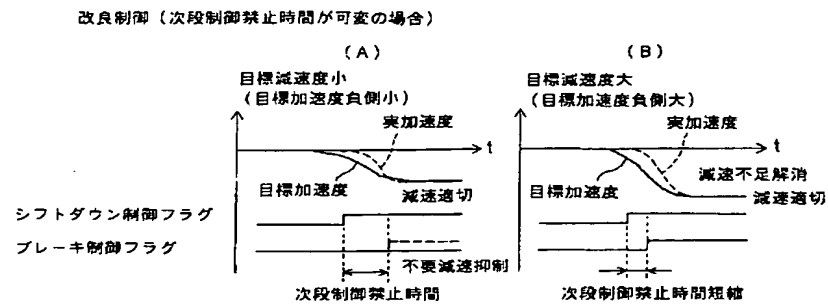 改良制御(次段制御禁止時間が可変の場合)
(A)
目標減速度小
(目標加速度負側小)
実加速度
t
目標加速度
減速適切
(B)
目標減速度大
(目標加速度負側大)
実加速度
t
減速不足解消
目標加速度
減速適切
シフトダウン制御フラグ
ブレーキ制御フラグ
不要減速抑制
次段制御禁止時間
次段制御禁止時間短縮